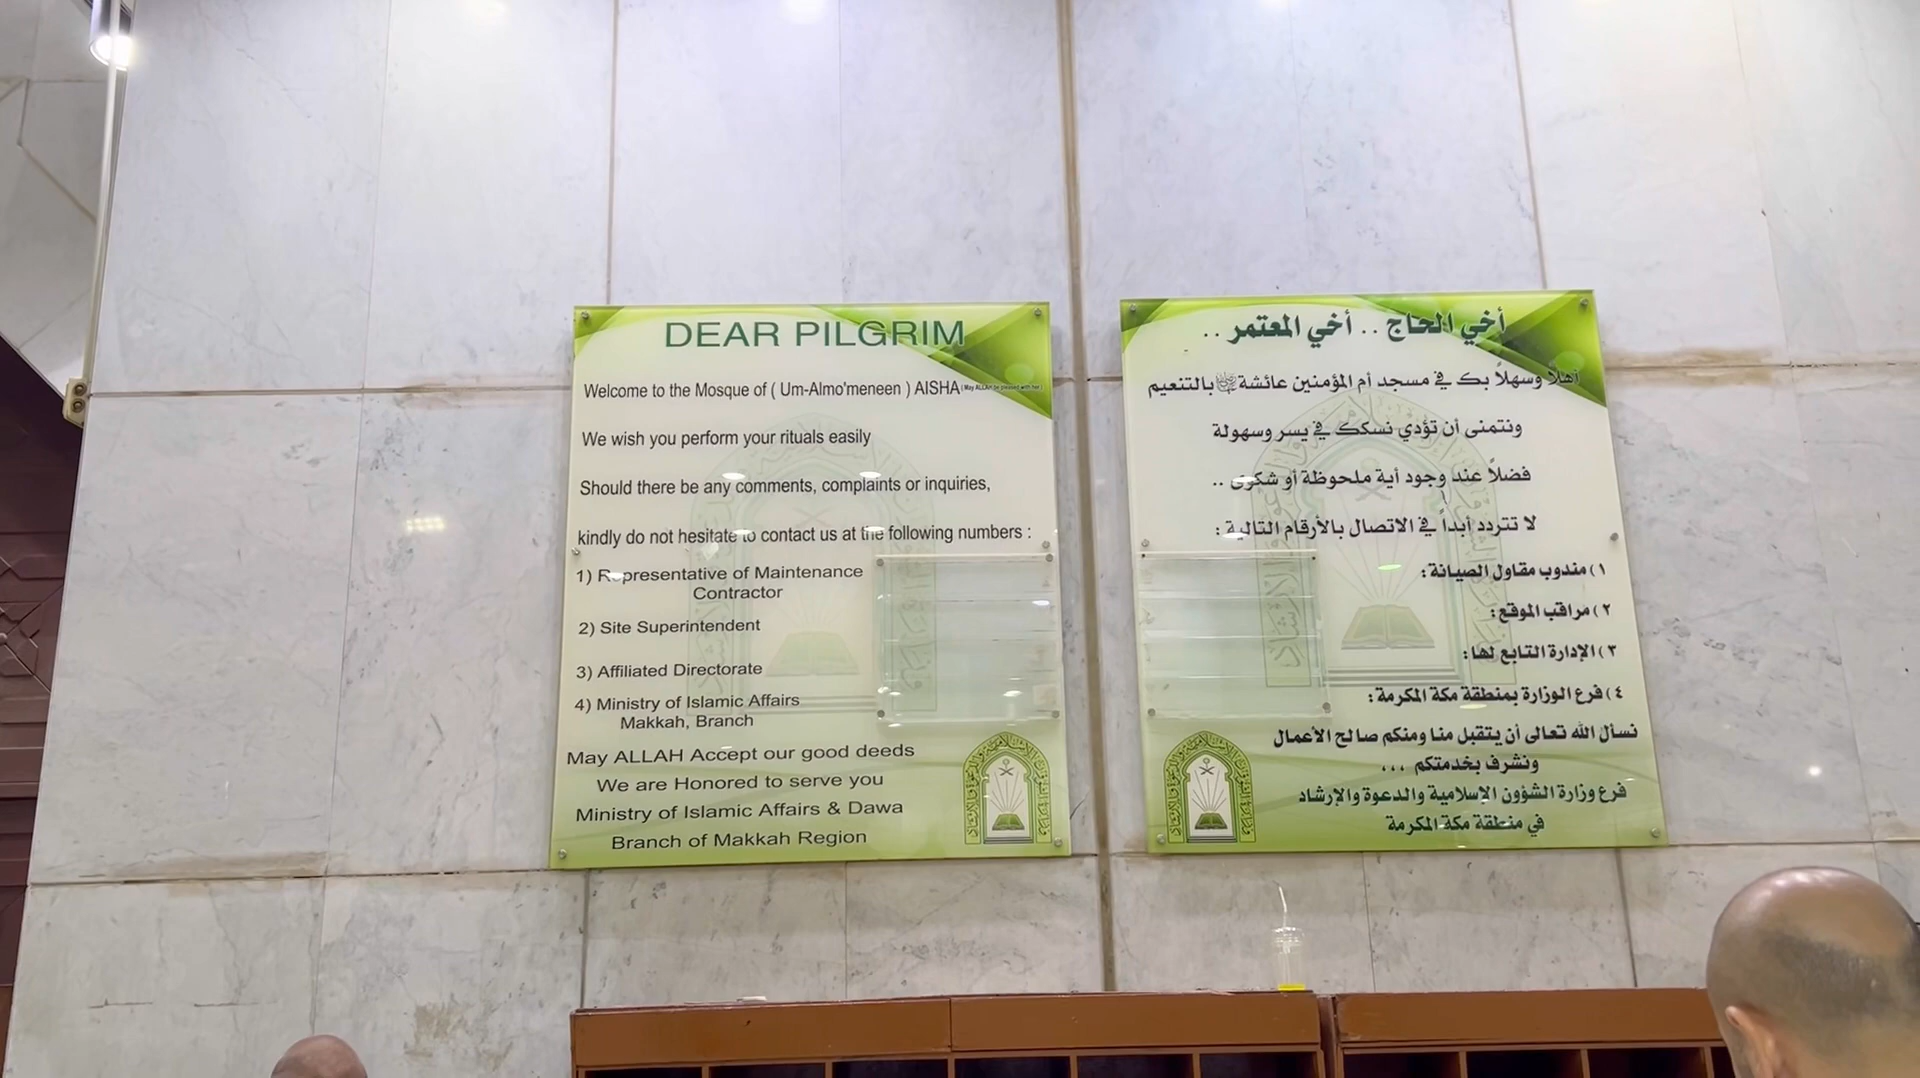 DEAR PILGRIM
Welcome to the Mosque of ( Um-Almo'meneen ) AISHA (May ALLAH be pleased with her)
We wish you perform your rituals easily
Should there be any comments, complaints or inquiries,
kindly do not hesitate to contact us at the following numbers :
1) Representative of Maintenance
Contractor
2) Site Superintendent
3) Affiliated Directorate
4) Ministry of Islamic Affairs
Makkah, Branch
May ALLAH Accept our good deeds
We are Honored to serve you
Ministry of Islamic Affairs & Dawa
Branch of Makkah Region
أخي الحاج .. أخي المعتمر ..
أهلاً وسهلاً بك في مسجد أم المؤمنين عائشة بالتنعيم
ونتمنى أن تؤدي نسكك في يسر وسهولة
فضلاً عند وجود أية ملحوظة أو شكوى ..
لا تتردد أبداً في الاتصال بالأرقام التالية :
١) مندوب مقاول الصيانة :
٢) مراقب الموقع :
٣) الإدارة التابع لها :
٤) فرع الوزارة بمنطقة مكة المكرمة :
نسأل الله تعالى أن يتقبل منا ومنكم صالح الأعمال
ونشرف بخدمتكم ،،،
فرع وزارة الشؤون الإسلامية والدعوة والإرشاد
في منطقة مكة المكرمة